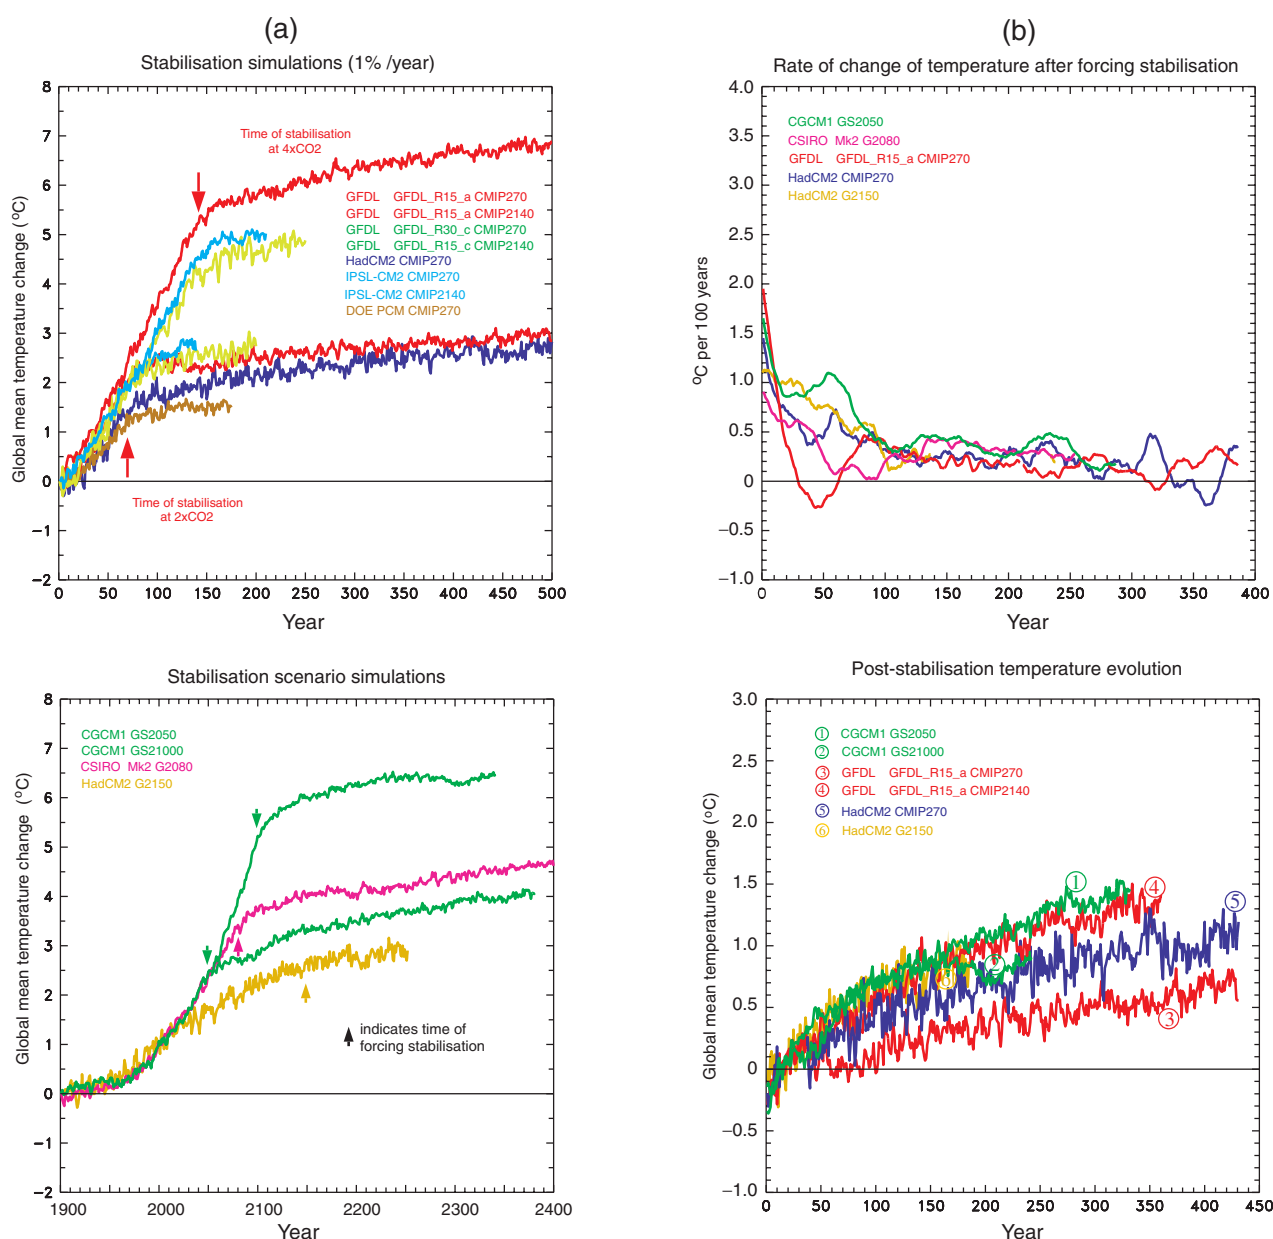 (a)
Stabilisation simulations (1% /year)
8
7
6
5
4
3
2
1
0
−1
−2
Global mean temperature change (°C)
Time of stabilisation
at 4xCO2
GFDL GFDL_R15_a CMIP270
GFDL GFDL_R15_a CMIP2140
GFDL GFDL_R30_c CMIP270
GFDL GFDL_R15_c CMIP2140
HadCM2 CMIP270
IPSL-CM2 CMIP270
IPSL-CM2 CMIP2140
DOE PCM CMIP270
Time of stabilisation
at 2xCO2
0 50 100 150 200 250 300 350 400 450 500
Year
(b)
Rate of change of temperature after forcing stabilisation
4.0
3.5
3.0
2.5
2.0
1.5
1.0
0.5
0
−0.5
−1.0
°C per 100 years
CGCM1 GS2050
CSIRO Mk2 G2080
GFDL GFDL_R15_a CMIP270
HadCM2 CMIP270
HadCM2 G2150
0 50 100 150 200 250 300 350 400
Year
Stabilisation scenario simulations
8
7
6
5
4
3
2
1
0
−1
−2
Global mean temperature change (°C)
CGCM1 GS2050
CGCM1 GS21000
CSIRO Mk2 G2080
HadCM2 G2150
indicates time of
forcing stabilisation
1900 2000 2100 2200 2300 2400
Year
Post-stabilisation temperature evolution
3.0
2.5
2.0
1.5
1.0
0.5
0
−0.5
−1.0
Global mean temperature change (°C)
1 CGCM1 GS2050
2 CGCM1 GS21000
3 GFDL GFDL_R15_a CMIP270
4 GFDL GFDL_R15_a CMIP2140
5 HadCM2 CMIP270
6 HadCM2 G2150
1
4
5
2
6
3
0 50 100 150 200 250 300 350 400 450
Year